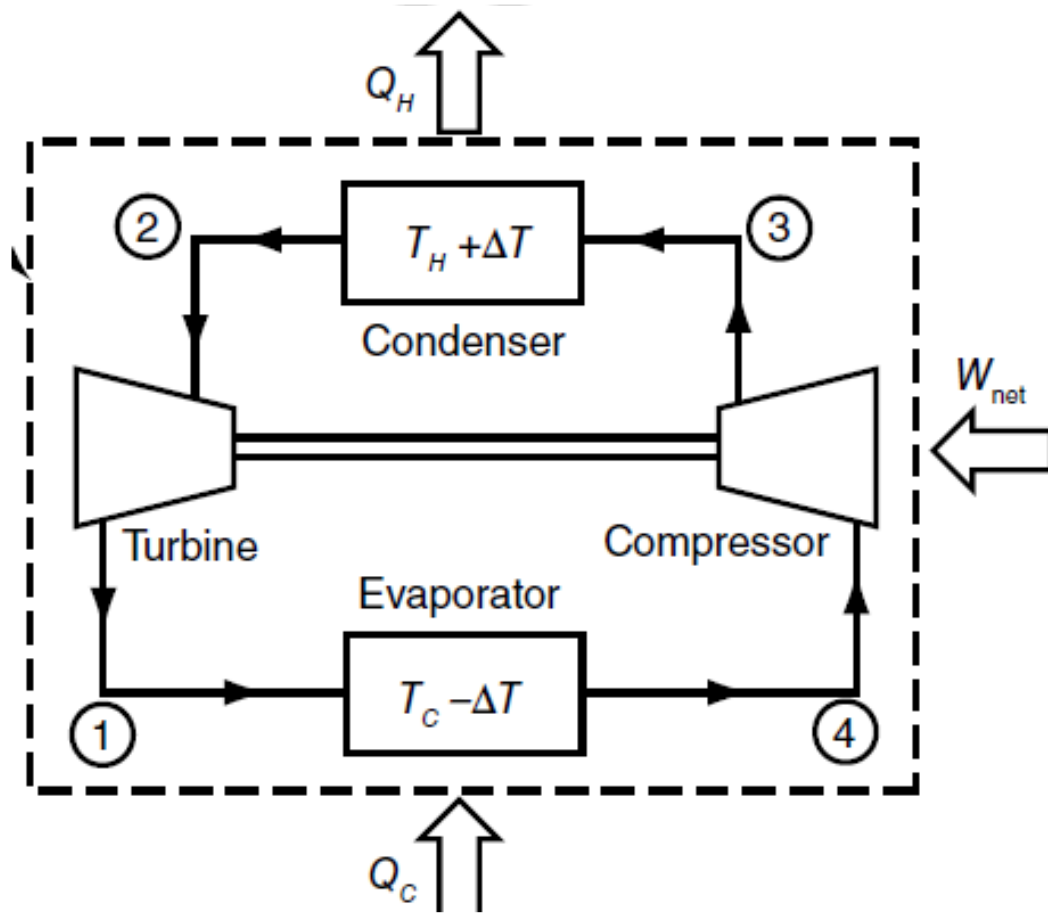 Q_H
2
T_H +ΔT
3
Condenser
W_net
Turbine
Compressor
Evaporator
T_C −ΔT
1
4
Q_C